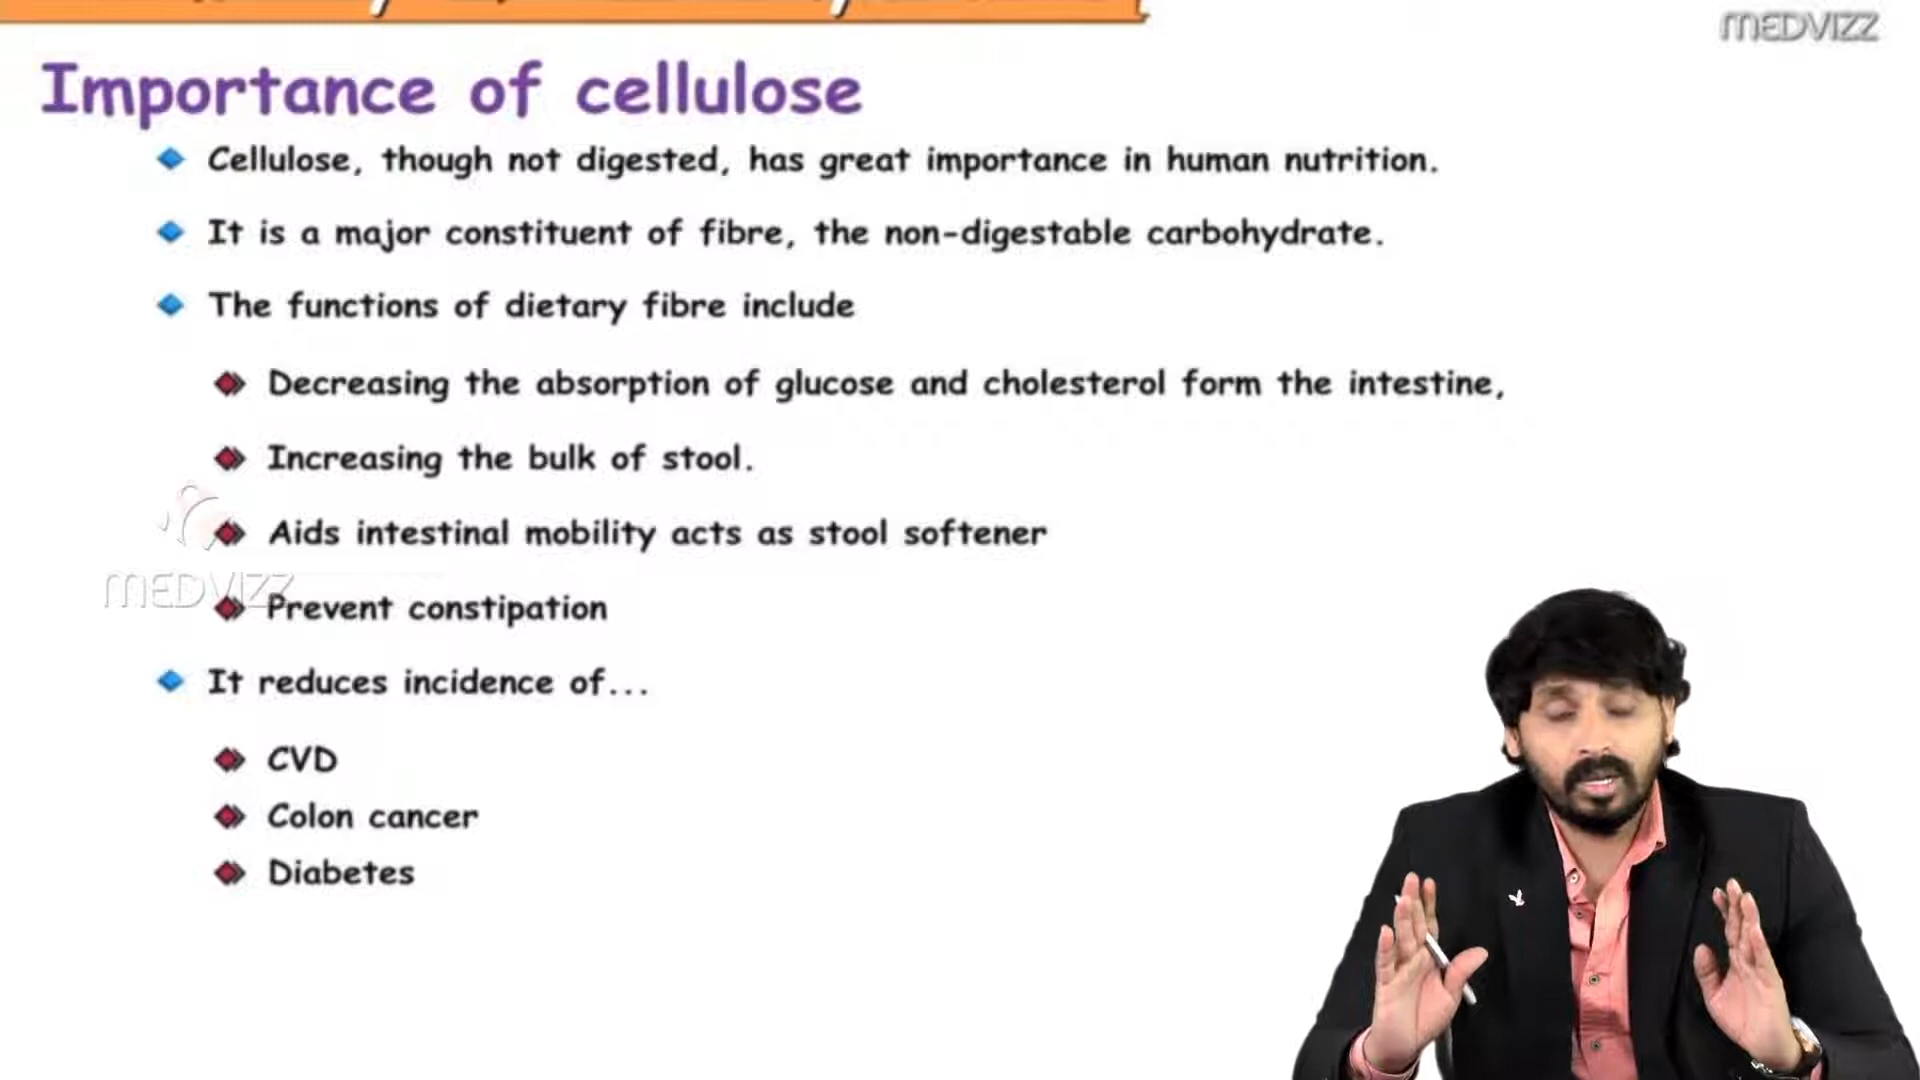 MEDVIZZ
Importance of cellulose
Cellulose, though not digested, has great importance in human nutrition.
It is a major constituent of fibre, the non-digestable carbohydrate.
The functions of dietary fibre include
Decreasing the absorption of glucose and cholesterol form the intestine,
Increasing the bulk of stool.
Aids intestinal mobility acts as stool softener
MEDVIZZ
Prevent constipation
It reduces incidence of...
CVD
Colon cancer
Diabetes